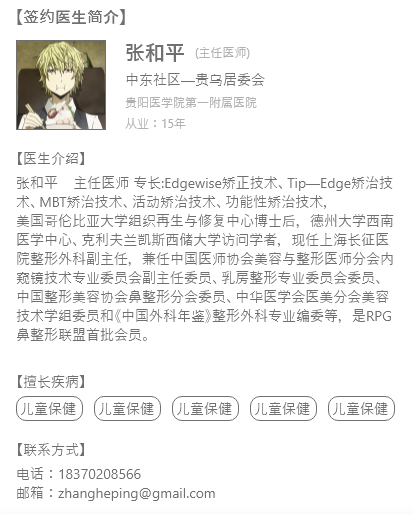 【签约医生简介】
张和平 (主任医师)
中东社区—贵乌居委会
贵阳医学院第一附属医院
从业：15年
【医生介绍】
张和平 主任医师 专长:Edgewise矫正技术、Tip—Edge矫治技
术、MBT矫治技术、活动矫治技术、功能性矫治技术,
美国哥伦比亚大学组织再生与修复中心博士后，德州大学西南
医学中心、克利夫兰凯斯西储大学访问学者，现任上海长征医
院整形外科副主任，兼任中国医师协会美容与整形医师分会内
窥镜技术专业委员会副主任委员、乳房整形专业委员会委员、
中国整形美容协会鼻整形分会委员、中华医学会医美分会美容
技术学组委员和《中国外科年鉴》整形外科专业编委等，是RPG
鼻整形联盟首批会员。
【擅长疾病】
儿童保健 儿童保健 儿童保健 儿童保健 儿童保健
【联系方式】
电话：18370208566
邮箱：zhangheping@gmail.com